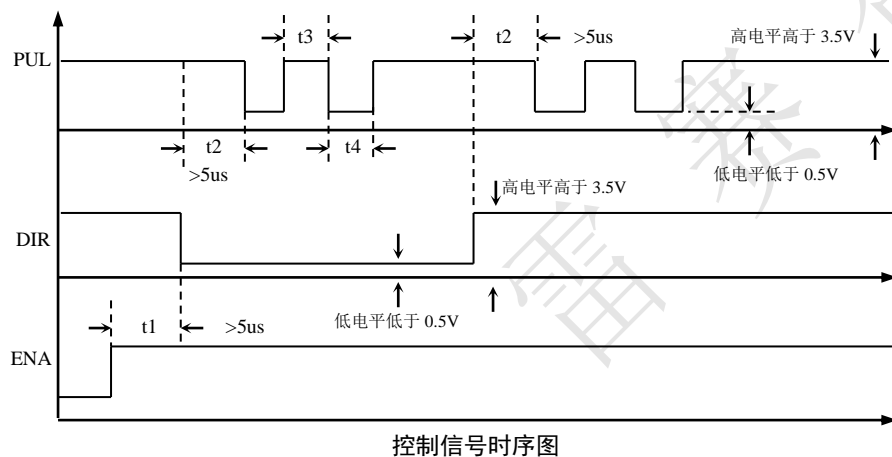 t3
t2
>5us
高电平高于 3.5V
PUL
t2
t4
>5us
低电平低于 0.5V
高电平高于 3.5V
DIR
低电平低于 0.5V
t1
>5us
ENA
控制信号时序图
雷赛